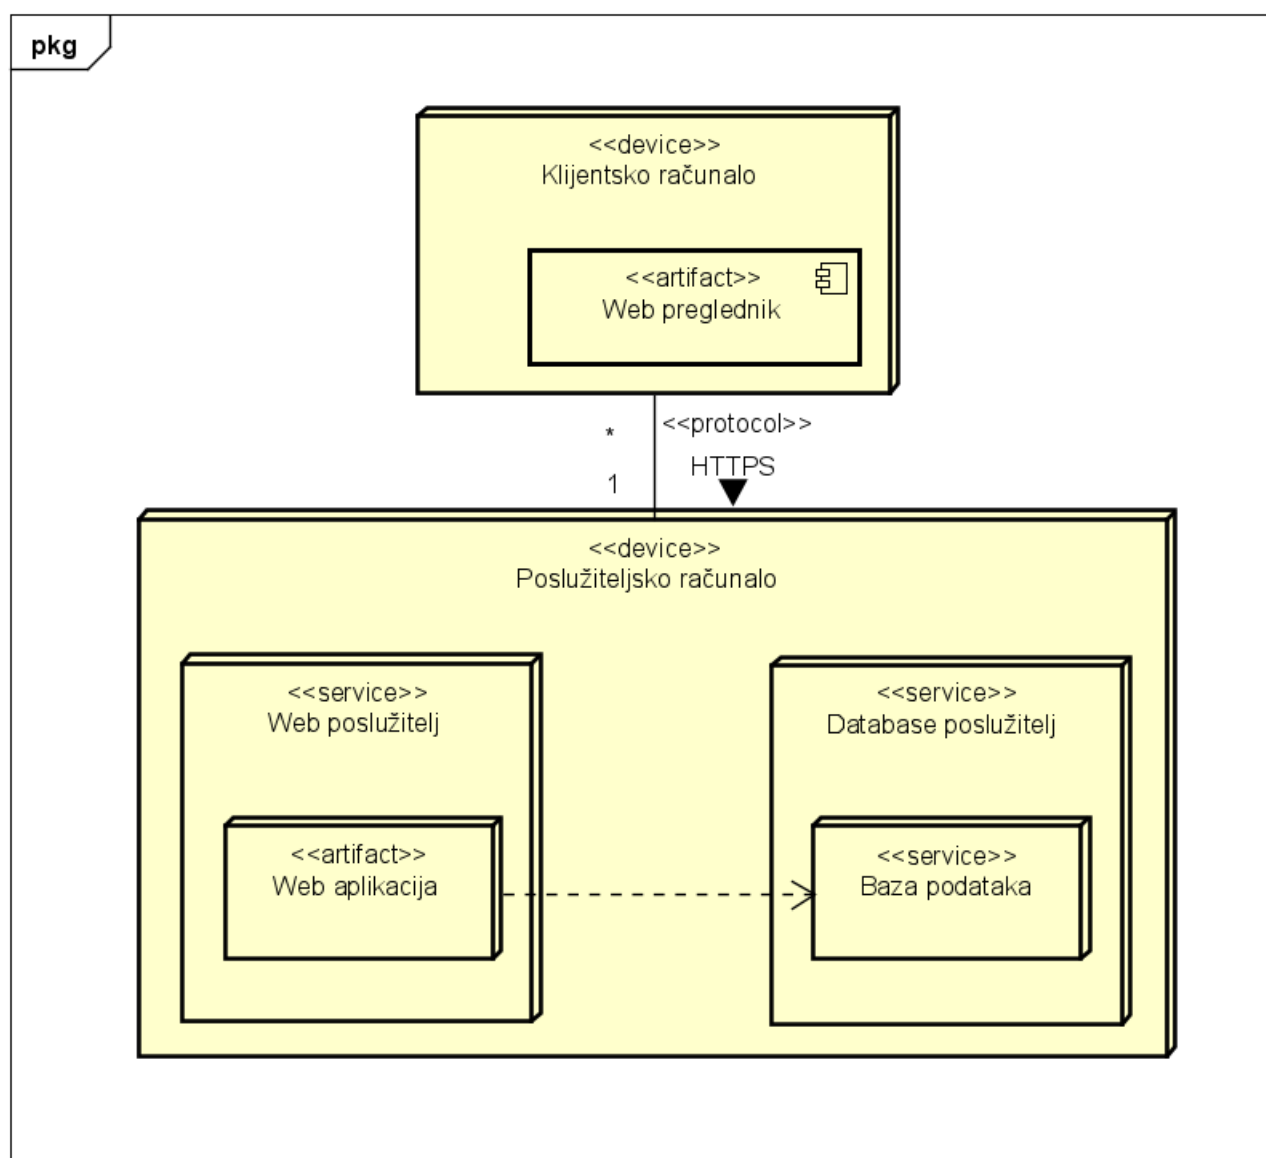 pkg
<<device>>
Klijentsko računalo
<<artifact>>
Web preglednik
<<protocol>>
*
HTTPS
1
<<device>>
Poslužiteljsko računalo
<<service>>
Web poslužitelj
<<service>>
Database poslužitelj
<<artifact>>
Web aplikacija
<<service>>
Baza podataka